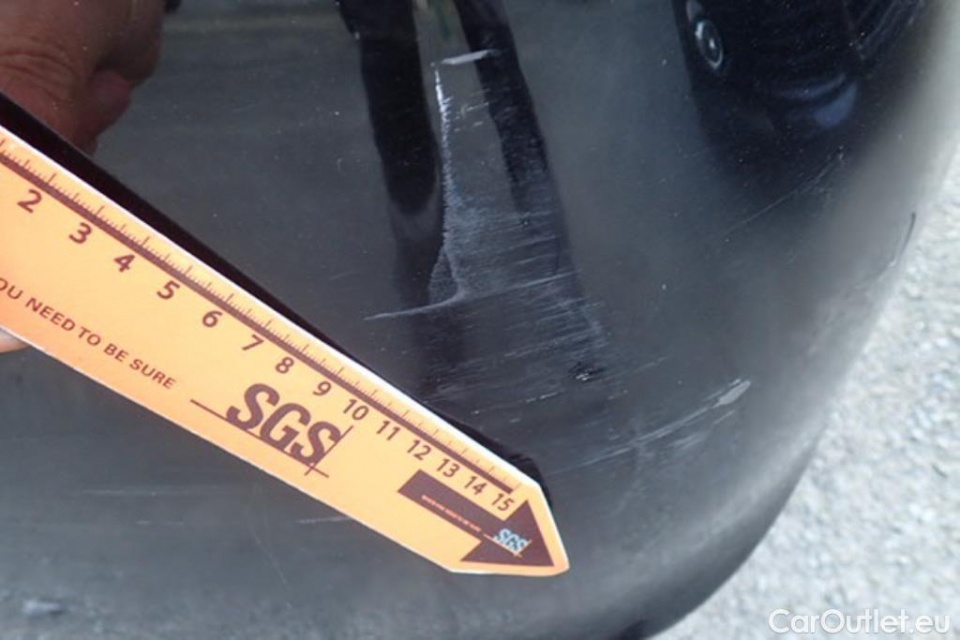 2 3 4 5 6 7 8 9 10 11 12 13 14 15
OU NEED TO BE SURE
SGS
SGS
CarOutlet.eu